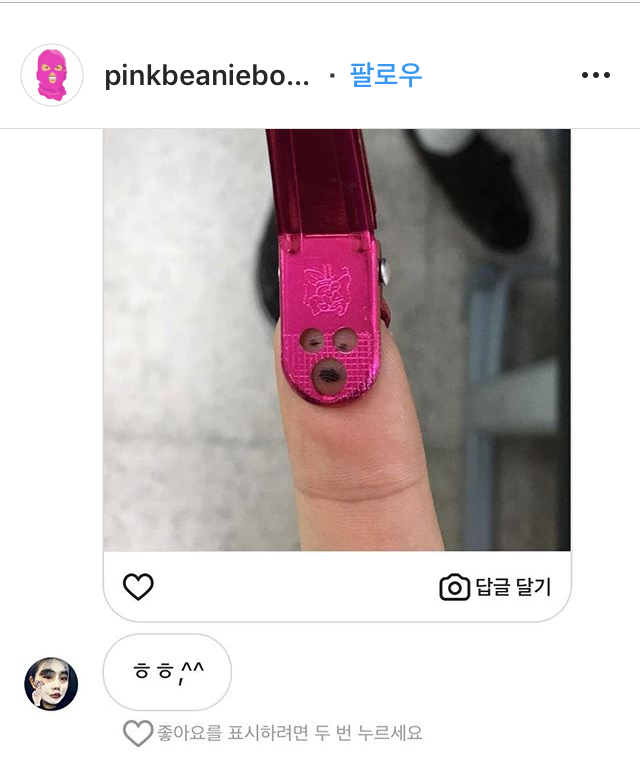 pinkbeaniebo... · 팔로우
답글 달기
ㅎㅎ,^^
좋아요를 표시하려면 두 번 누르세요